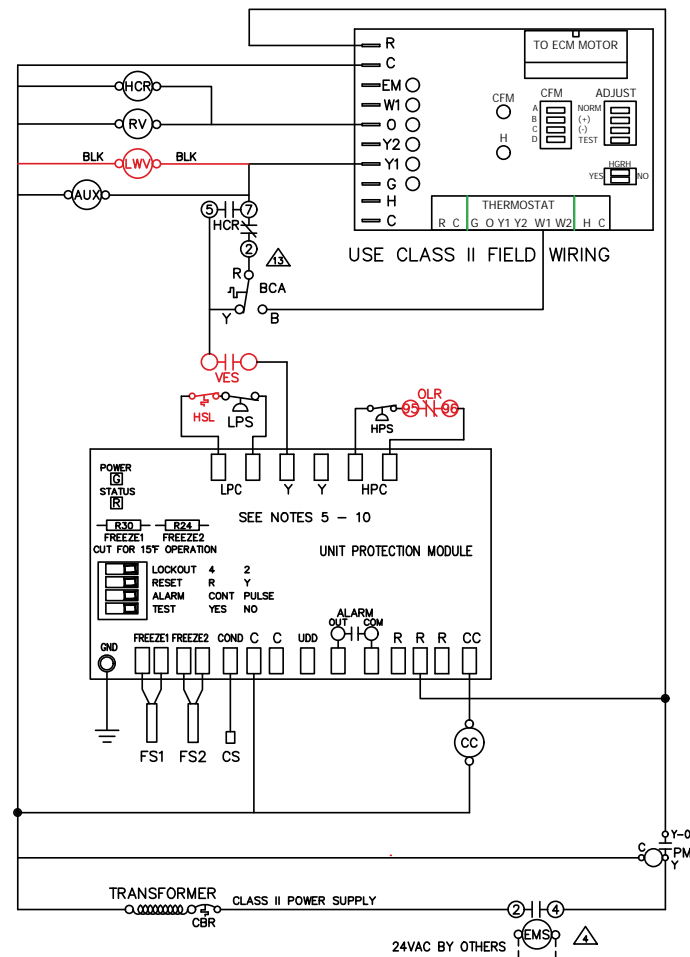 R
C
TO ECM MOTOR
EM
HCR
W1
CFM
CFM
ADJUST
A
B
C
D
NORM
(+)
(-)
TEST
RV
O
Y2
H
BLK
LWV
BLK
Y1
HGRH
YES
NO
G
AUX
H
THERMOSTAT
C
R C G O Y1 Y2 W1 W2 H C
5
7
HCR
2
USE CLASS II FIELD WIRING
13
R
BCA
Y
B
VES
HSL
LPS
OLR
95
96
HPS
POWER
G
STATUS
R
LPC
Y
Y
HPC
SEE NOTES 5 - 10
R30
R24
FREEZE1
FREEZE2
CUT FOR 15°F OPERATION
UNIT PROTECTION MODULE
LOCKOUT 4 2
RESET R Y
ALARM CONT PULSE
TEST YES NO
ALARM
OUT
COM
GND
FREEZE1
FREEZE2
COND
C
C
UDD
R
R
R
CC
FS1
FS2
CS
CC
C
PM
Y
TRANSFORMER
CBR
CLASS II POWER SUPPLY
2
4
EMS
4
24VAC BY OTHERS